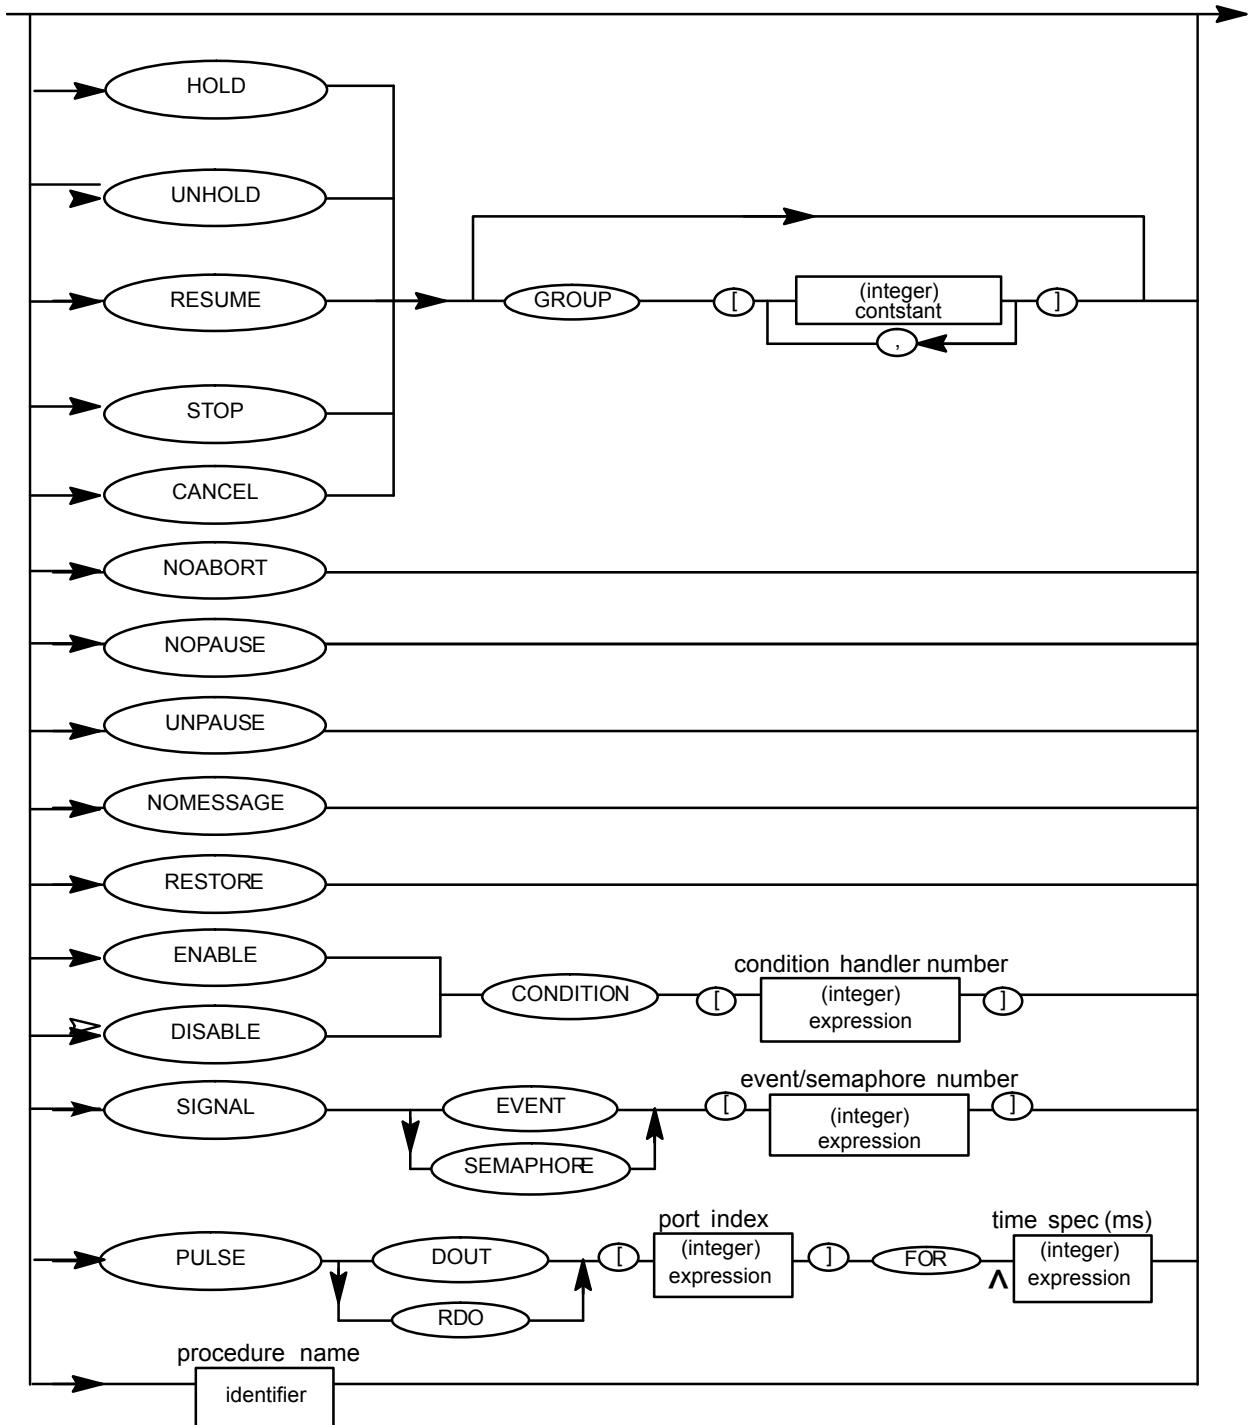 HOLD
UNHOLD
RESUME
GROUP [ (integer) ]
contstant
,
STOP
CANCEL
NOABORT
NOPAUSE
UNPAUSE
NOMESSAGE
RESTORE
ENABLE
condition handler number
CONDITION [ (integer) ]
expression
DISABLE
event/semaphore number
SIGNAL EVENT [ (integer) ]
expression
SEMAPHORE
port index time spec (ms)
PULSE DOUT [ (integer) ] FOR (integer)
expression ^ expression
RDO
procedure name
identifier